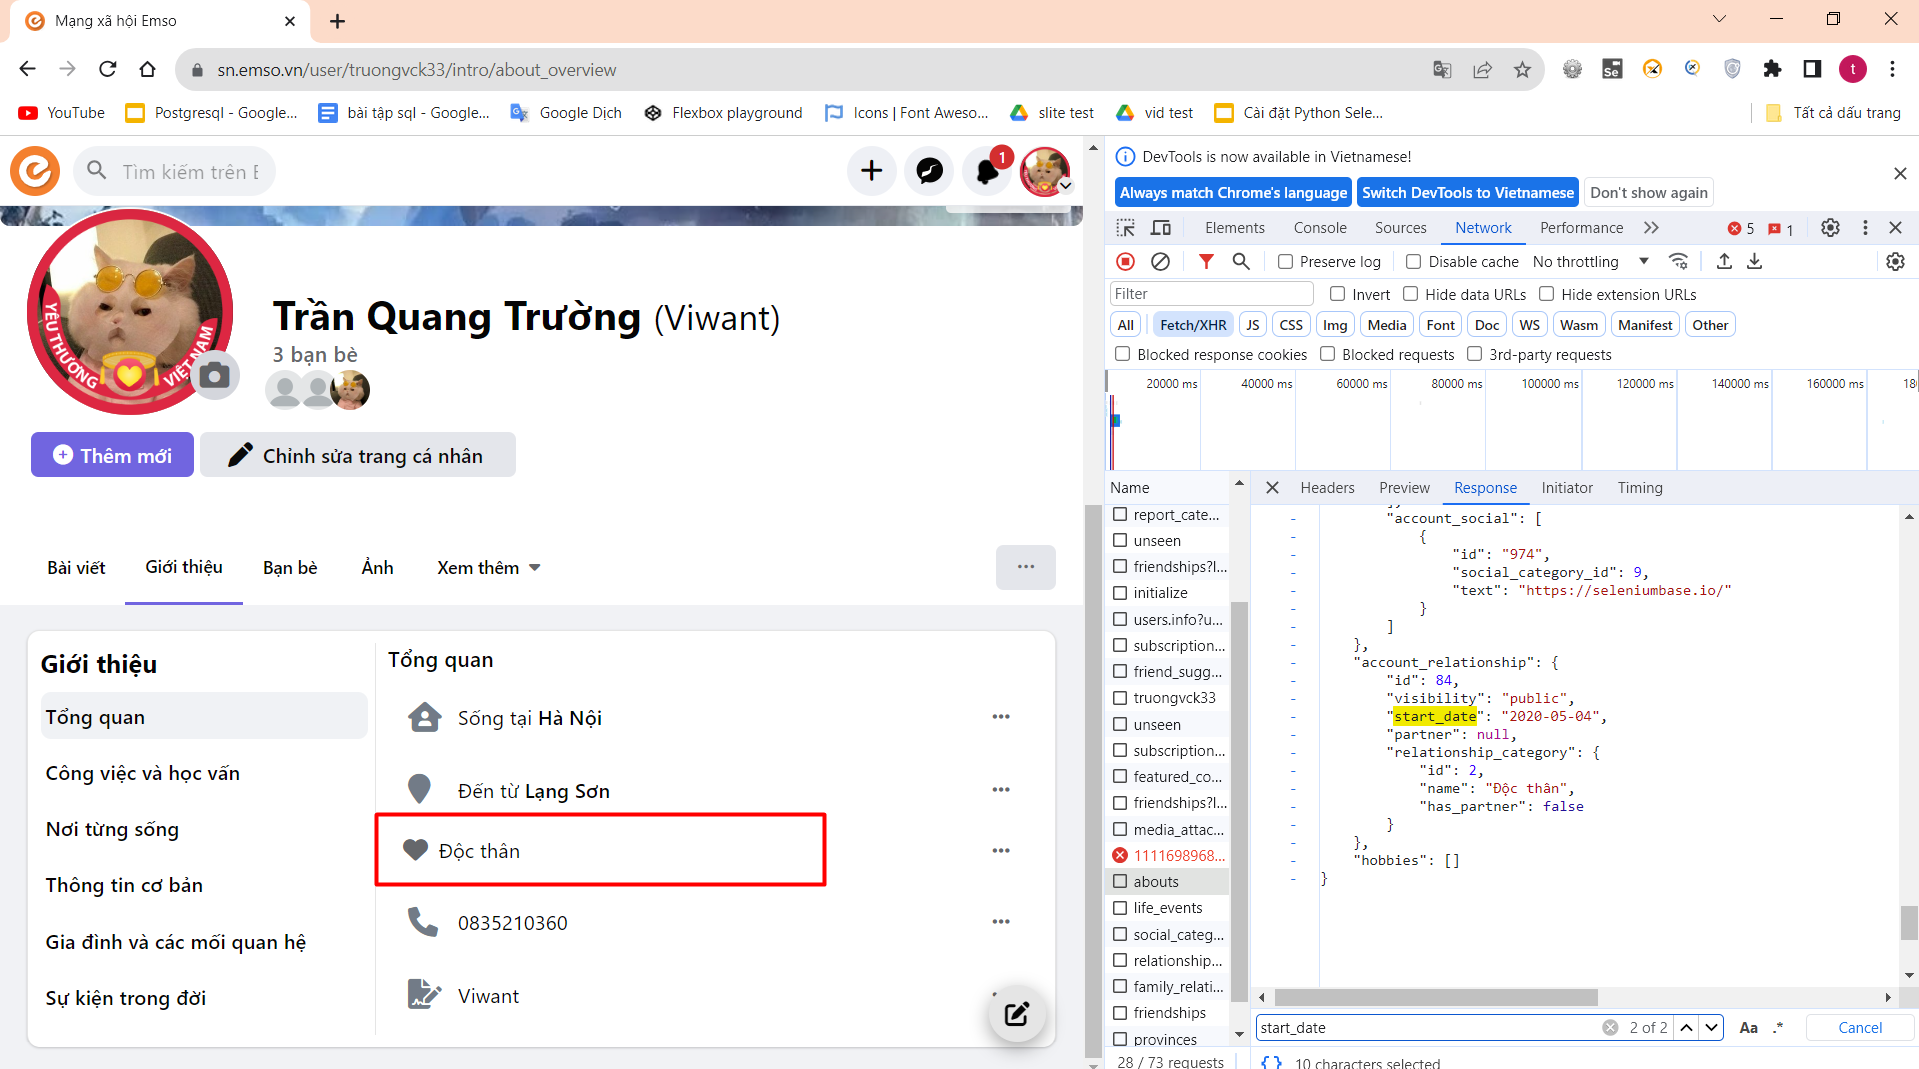 Mạng xã hội Emso
sn.emso.vn/user/truongvck33/intro/about_overview
Se
t
YouTube
Postgresql - Google...
bài tập sql - Google...
Google Dịch
Flexbox playground
Icons | Font Aweso...
slite test
vid test
Cài đặt Python Sele...
Tất cả dấu trang
Tìm kiếm trên E
1
YÊU THƯƠNG VIỆT NAM
Trần Quang Trường (Viwant)
3 bạn bè
Thêm mới
Chỉnh sửa trang cá nhân
Bài viết
Giới thiệu
Bạn bè
Ảnh
Xem thêm
Giới thiệu
Tổng quan
Công việc và học vấn
Nơi từng sống
Thông tin cơ bản
Gia đình và các mối quan hệ
Sự kiện trong đời
Tổng quan
Sống tại Hà Nội
Đến từ Lạng Sơn
Độc thân
0835210360
Viwant
DevTools is now available in Vietnamese!
Always match Chrome's language
Switch DevTools to Vietnamese
Don't show again
Elements
Console
Sources
Network
Performance
5
1
Preserve log
Disable cache
No throttling
Filter
Invert
Hide data URLs
Hide extension URLs
All
Fetch/XHR
JS
CSS
Img
Media
Font
Doc
WS
Wasm
Manifest
Other
Blocked response cookies
Blocked requests
3rd-party requests
20000 ms
40000 ms
60000 ms
80000 ms
100000 ms
120000 ms
140000 ms
160000 ms
18
Name
report_cate...
unseen
friendships?l...
initialize
users.info?u...
subscription...
friend_sugg...
truongvck33
unseen
subscription...
featured_co...
friendships?l...
media_attac...
1111698968...
abouts
life_events
social_categ...
relationship...
family_relati...
friendships
provinces
28 / 73 requests
Headers
Preview
Response
Initiator
Timing
"account_social": [
{
"id": "974",
"social_category_id": 9,
"text": "https://seleniumbase.io/"
}
]
},
"account_relationship": {
"id": 84,
"visibility": "public",
"start_date": "2020-05-04",
"partner": null,
"relationship_category": {
"id": 2,
"name": "Độc thân",
"has_partner": false
}
},
"hobbies": []
}
start_date
2 of 2
Aa
.*
Cancel
{ }
10 characters selected